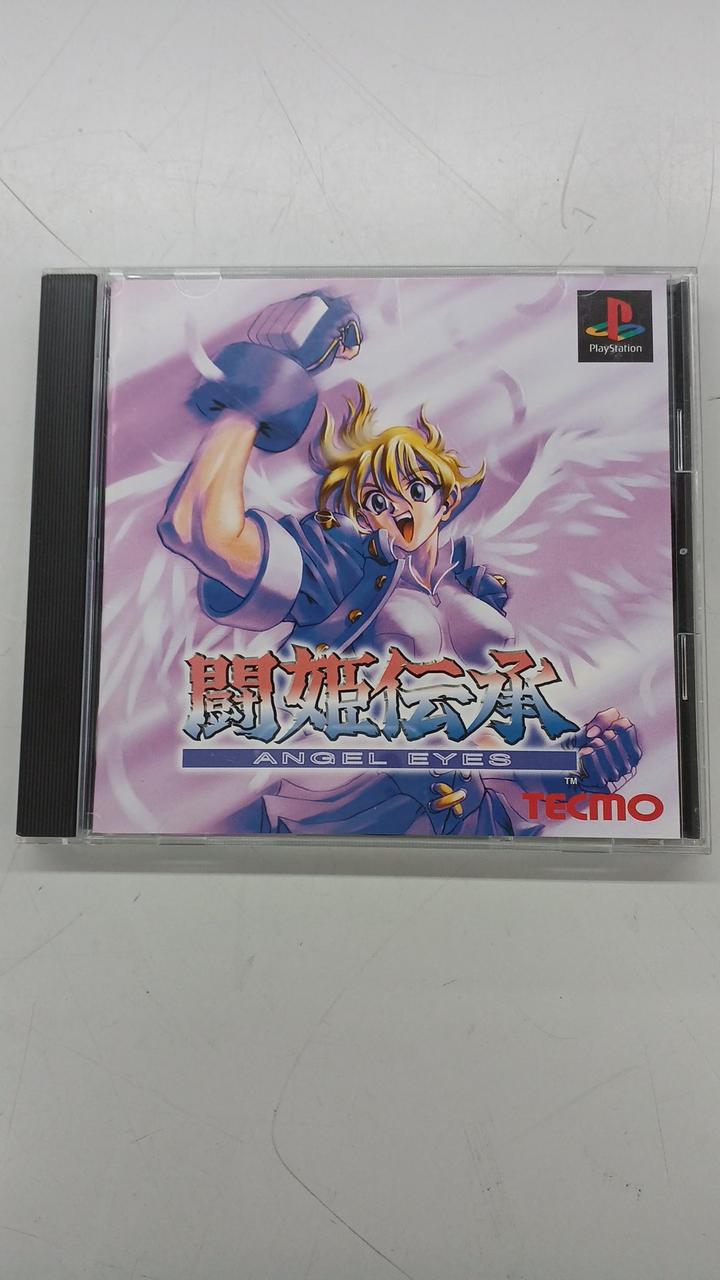 PlayStation
闘姫伝承
ANGEL EYES
TM
TECMO